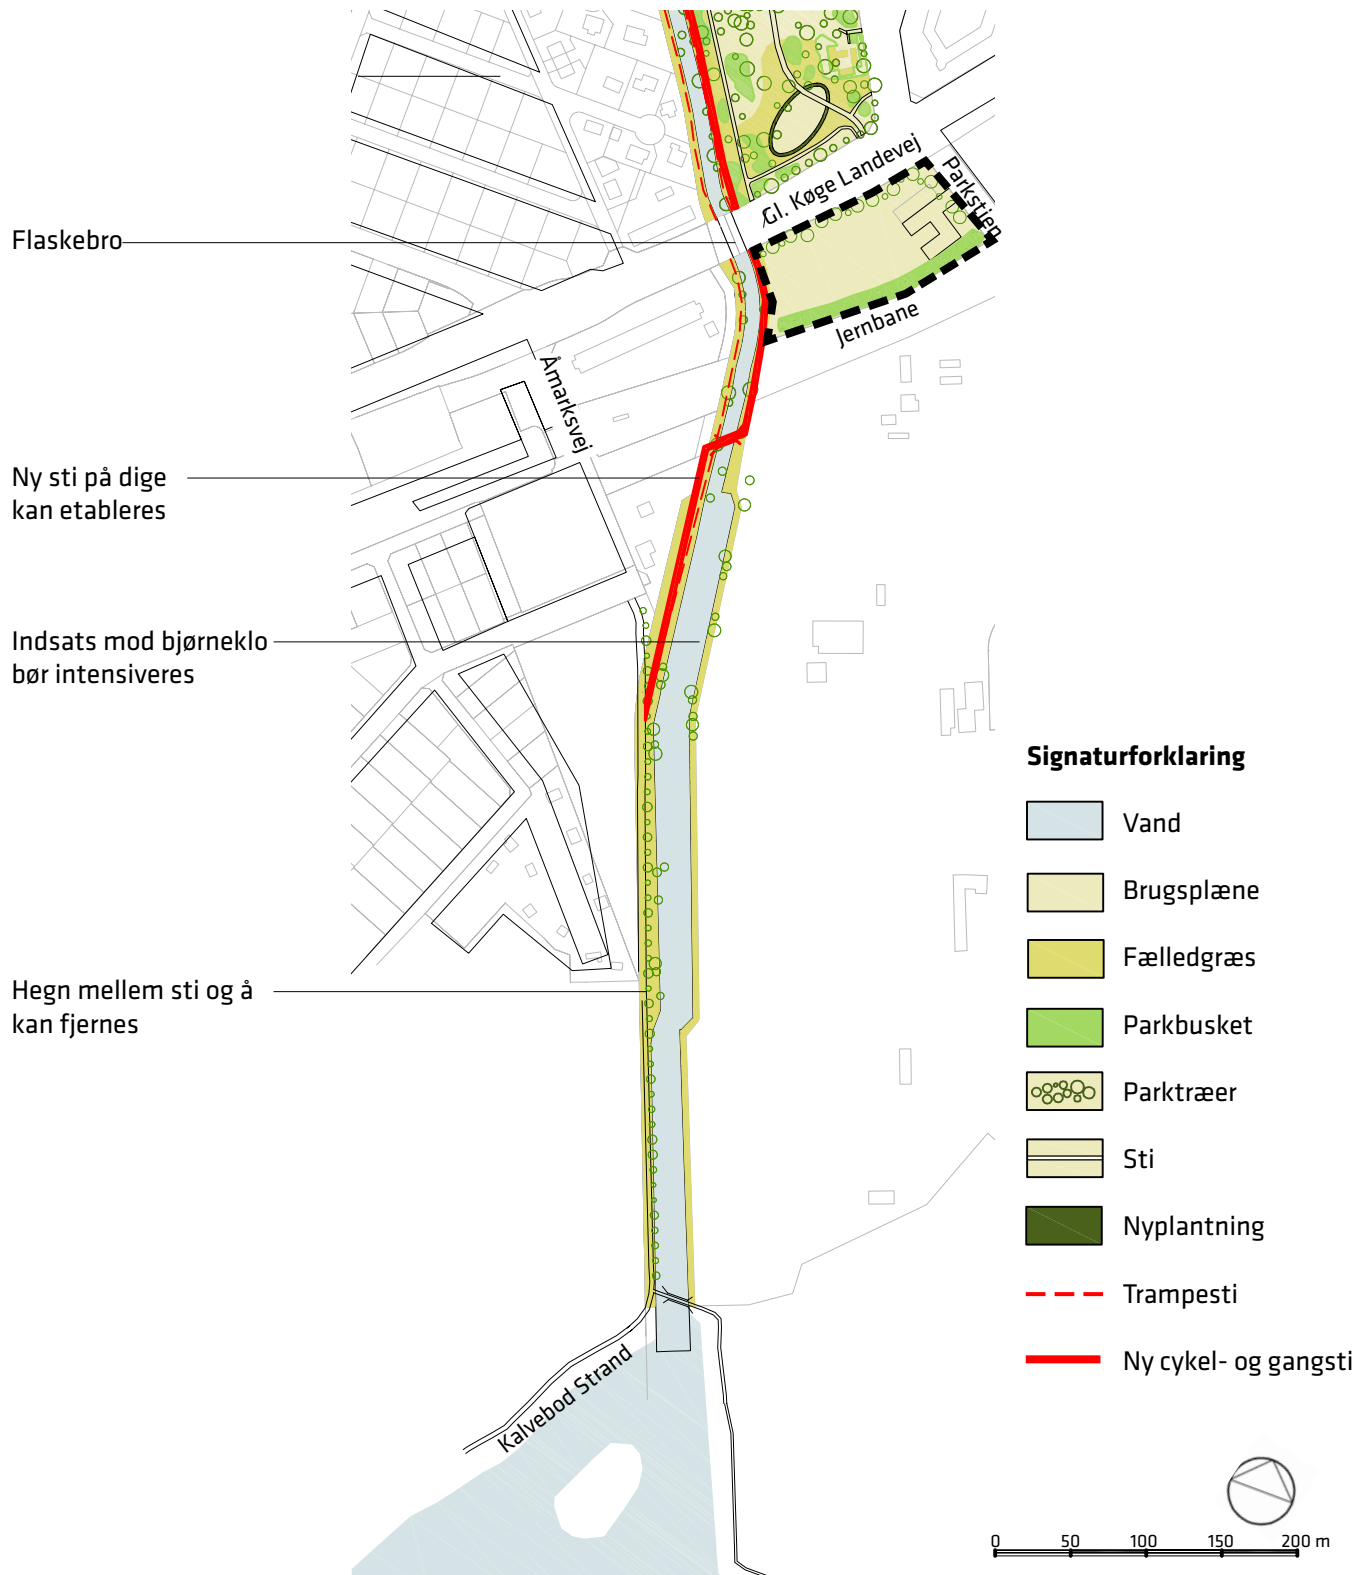 Gl. Køge Landevej
Parkstien
Flaskebro
Jernbane
Åmarksvej
Ny sti på dige
kan etableres
Indsats mod bjørneklo
bør intensiveres
Hegn mellem sti og å
kan fjernes
Kalvebod Strand
Signaturforklaring
Vand
Brugsplæne
Fælledgræs
Parkbusket
Parktræer
Sti
Nyplantning
Trampesti
Ny cykel- og gangsti
0 50 100 150 200 m